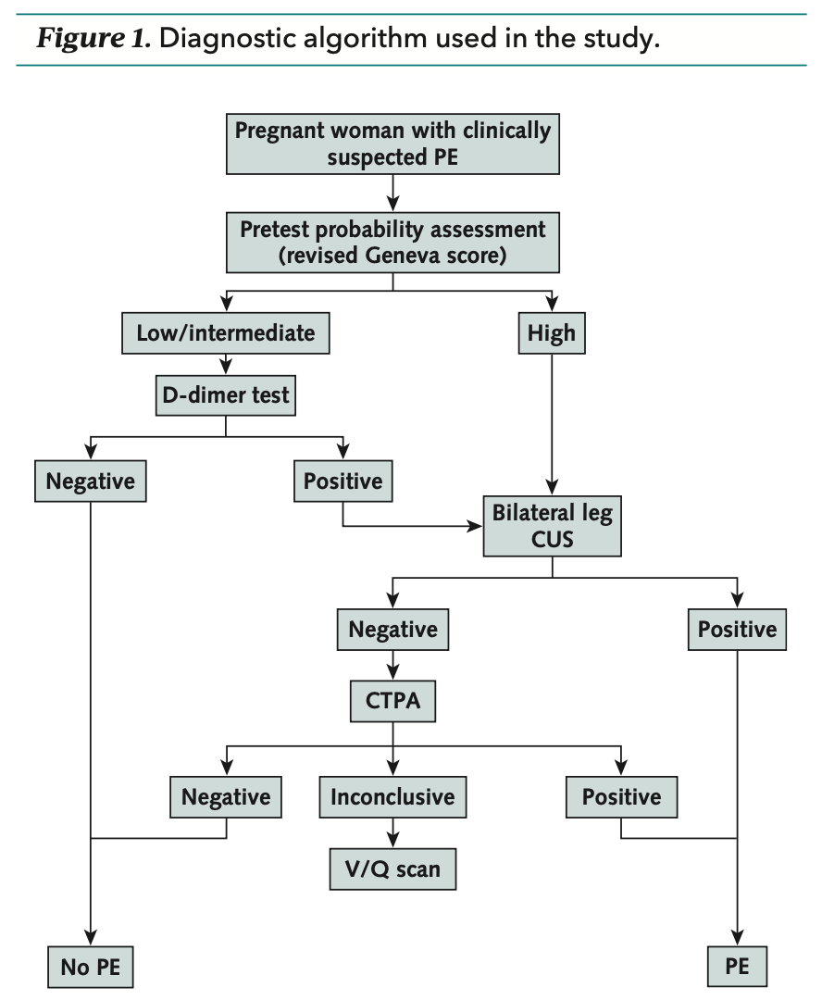 Figure 1. Diagnostic algorithm used in the study.
Pregnant woman with clinically
suspected PE
Pretest probability assessment
(revised Geneva score)
Low/intermediate
High
D-dimer test
Negative
Positive
Bilateral leg
CUS
Negative
Positive
CTPA
Negative
Inconclusive
Positive
V/Q scan
No PE
PE